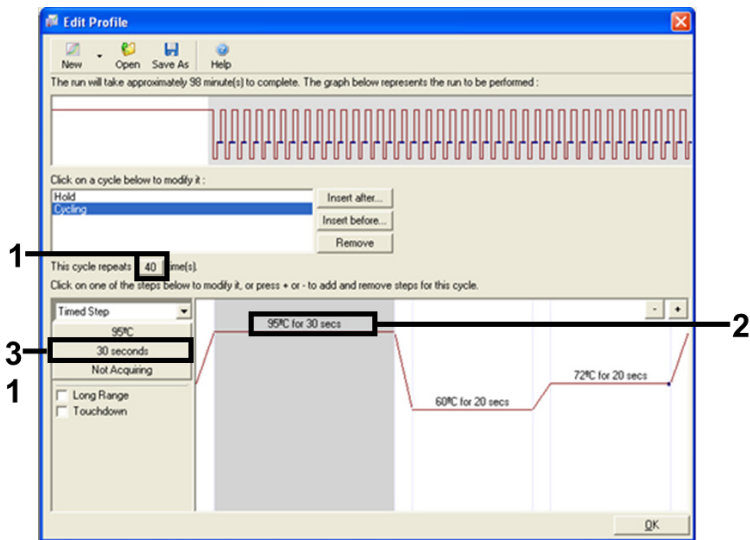 Edit Profile
New Open Save As Help
The run will take approximately 98 minute(s) to complete. The graph below represents the run to be performed :
Click on a cycle below to modify it :
Hold
Cycling
Insert after...
Insert before...
Remove
1
This cycle repeats 40 time(s).
Click on one of the steps below to modify it, or press + or - to add and remove steps for this cycle.
Timed Step
- +
95ºC
95ºC for 30 secs
2
3
30 seconds
Not Acquiring
72ºC for 20 secs
1
Long Range
60ºC for 20 secs
Touchdown
OK